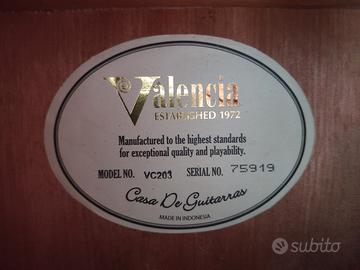 Valencia
ESTABLISHED 1972
Manufactured to the highest standards
for exceptional quality and playability.
MODEL NO. VC203 SERIAL NO. 75919
Casa De Guitarras
MADE IN INDONESIA
subito